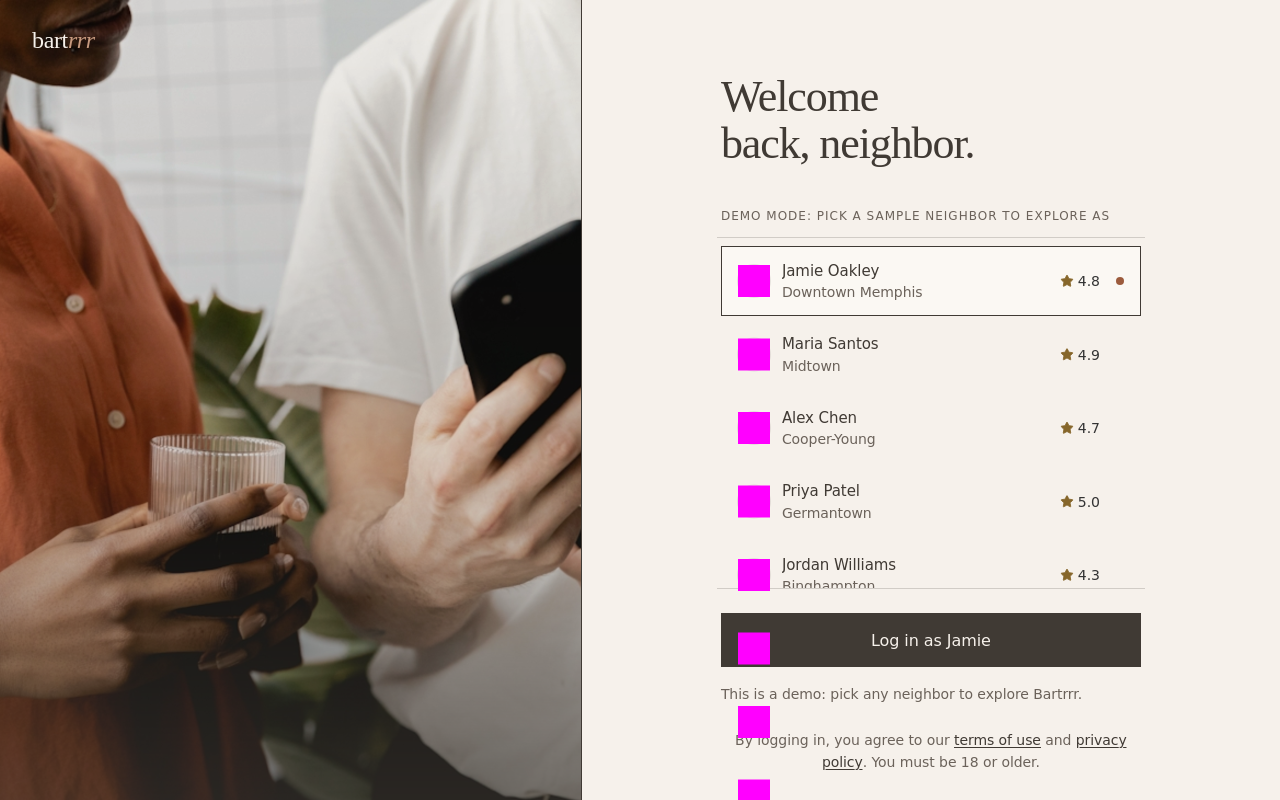 bartrrr
Welcome
back, neighbor.
DEMO MODE: PICK A SAMPLE NEIGHBOR TO EXPLORE AS
Jamie Oakley
Downtown Memphis
4.8
Maria Santos
Midtown
4.9
Alex Chen
Cooper-Young
4.7
Priya Patel
Germantown
5.0
Jordan Williams
Binghampton
4.3
Log in as Jamie
This is a demo: pick any neighbor to explore Bartrrr.
By logging in, you agree to our terms of use and privacy
policy. You must be 18 or older.